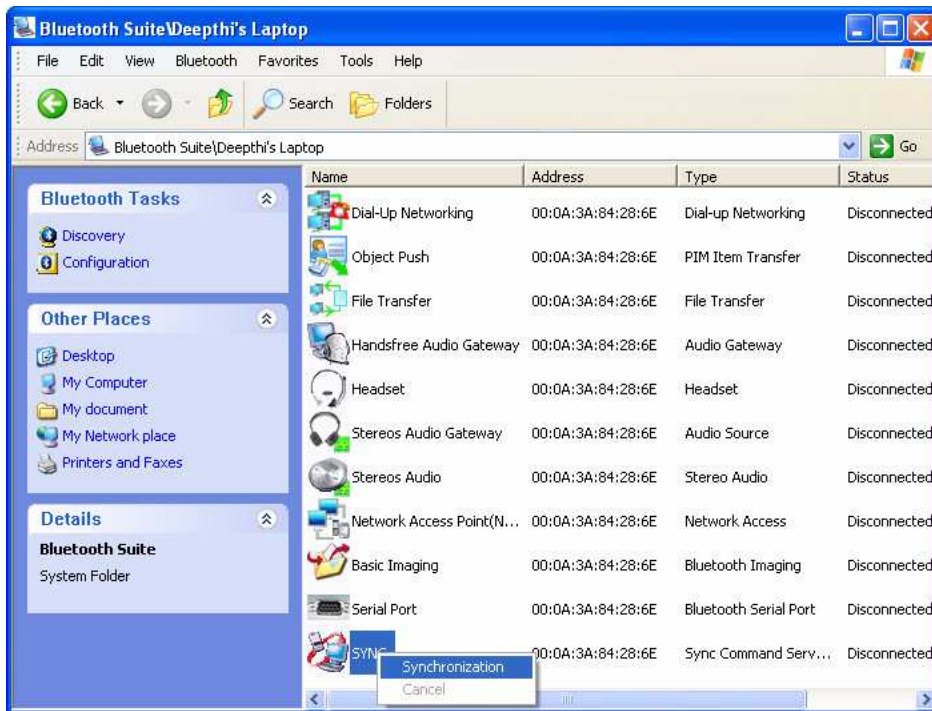 Bluetooth Suite\Deepthi's Laptop
File Edit View Bluetooth Favorites Tools Help
Back Search Folders
Address Bluetooth Suite\Deepthi's Laptop Go
Bluetooth Tasks
Discovery
Configuration
Other Places
Desktop
My Computer
My document
My Network place
Printers and Faxes
Details
Bluetooth Suite
System Folder
Name Address Type Status
Dial-Up Networking 00:0A:3A:84:28:6E Dial-up Networking Disconnected
Object Push 00:0A:3A:84:28:6E PIM Item Transfer Disconnected
File Transfer 00:0A:3A:84:28:6E File Transfer Disconnected
Handsfree Audio Gateway 00:0A:3A:84:28:6E Audio Gateway Disconnected
Headset 00:0A:3A:84:28:6E Headset Disconnected
Stereos Audio Gateway 00:0A:3A:84:28:6E Audio Source Disconnected
Stereos Audio 00:0A:3A:84:28:6E Stereo Audio Disconnected
Network Access Point(N... 00:0A:3A:84:28:6E Network Access Disconnected
Basic Imaging 00:0A:3A:84:28:6E Bluetooth Imaging Disconnected
Serial Port 00:0A:3A:84:28:6E Bluetooth Serial Port Disconnected
SYNC 00:0A:3A:84:28:6E Sync Command Serv... Disconnected
Synchronization
Cancel